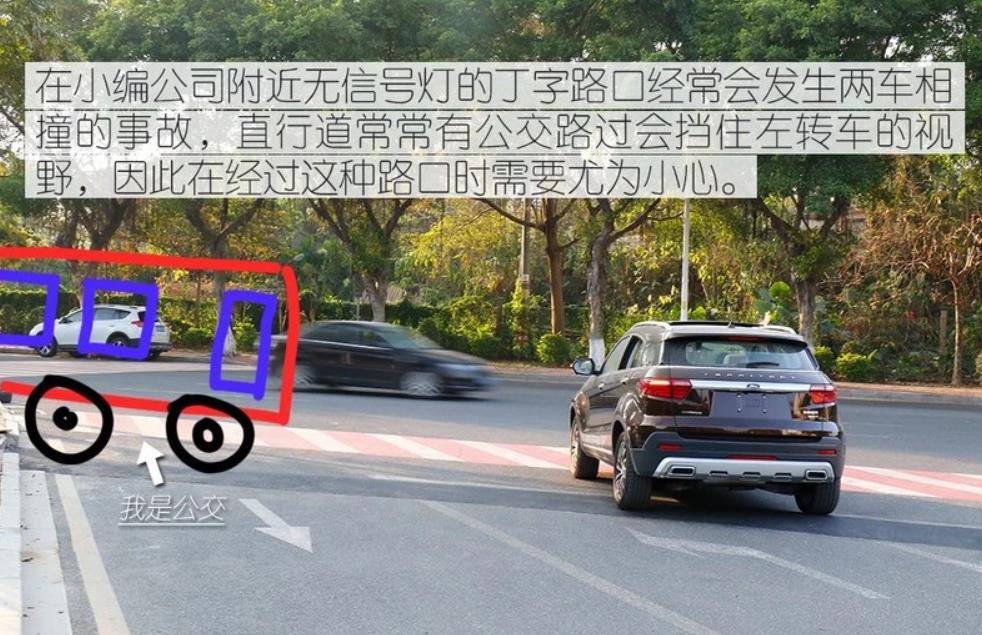 在小编公司附近无信号灯的丁字路口经常会发生两车相
撞的事故，直行道常常有公交路过会挡住左转车的视
野，因此在经过这种路口时需要尤为小心。
我是公交